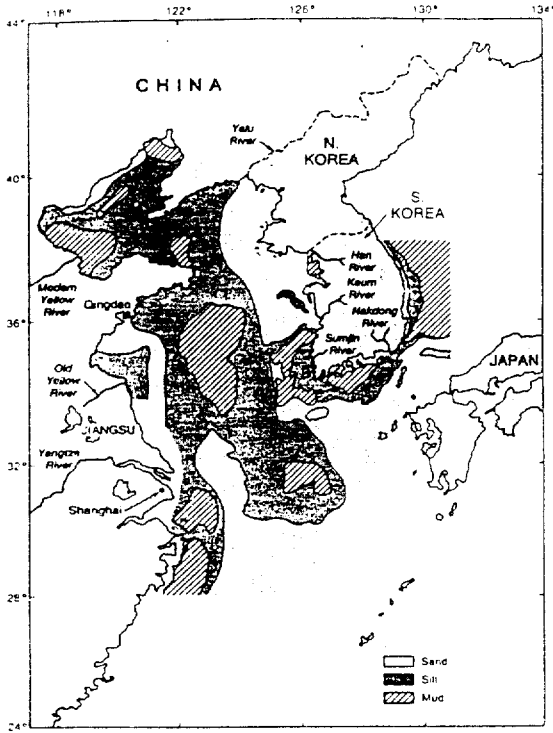 118°
122°
126°
130°
134°
44°
CHINA
Yalu
River
N.
KOREA
40°
S.
KOREA
Han
River
Keum
River
Modern
Yellow
River
Qingdao
Nakdong
River
36°
Sumjin
River
JAPAN
Old
Yellow
River
JIANGSU
Yangtze
River
32°
Shanghai
28°
Sand
Silt
Mud
24°